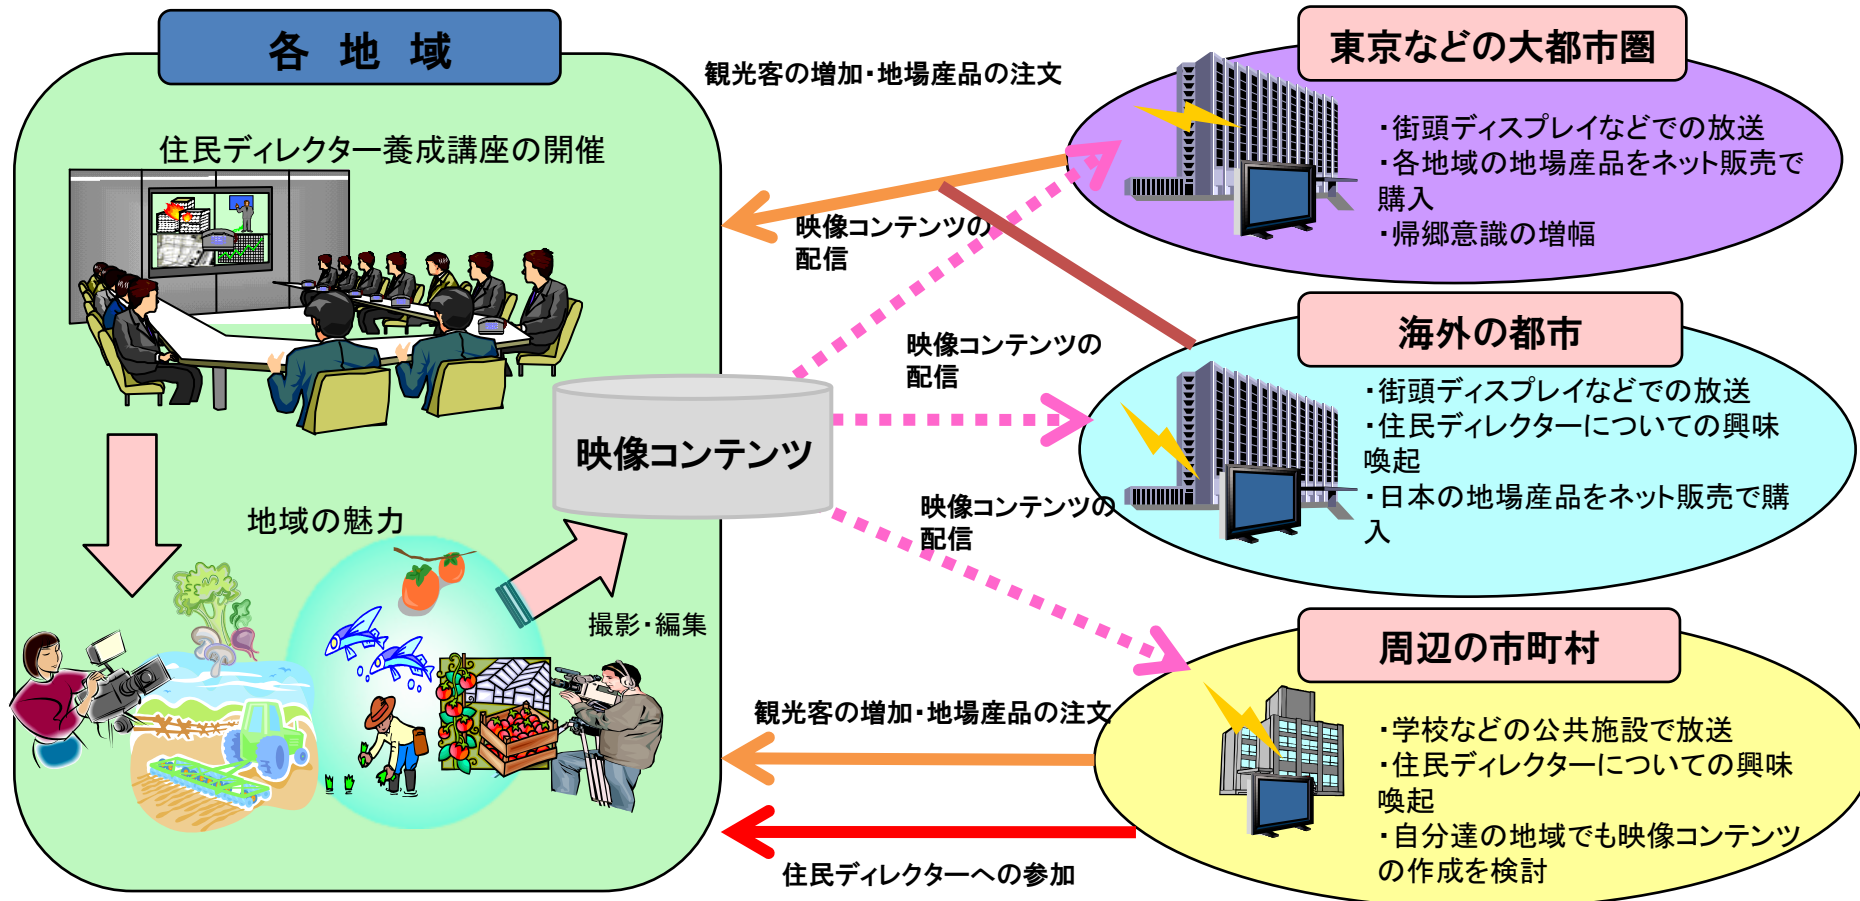 各 地 域
住民ディレクター養成講座の開催
地域の魅力
撮影・編集
映像コンテンツ
観光客の増加・地場産品の注文
映像コンテンツの
配信
映像コンテンツの
配信
映像コンテンツの
配信
観光客の増加・地場産品の注文
住民ディレクターへの参加
東京などの大都市圏
・街頭ディスプレイなどでの放送
・各地域の地場産品をネット販売で
購入
・帰郷意識の増幅
海外の都市
・街頭ディスプレイなどでの放送
・住民ディレクターについての興味
喚起
・日本の地場産品をネット販売で購
入
周辺の市町村
・学校などの公共施設で放送
・住民ディレクターについての興味
喚起
・自分達の地域でも映像コンテンツ
の作成を検討